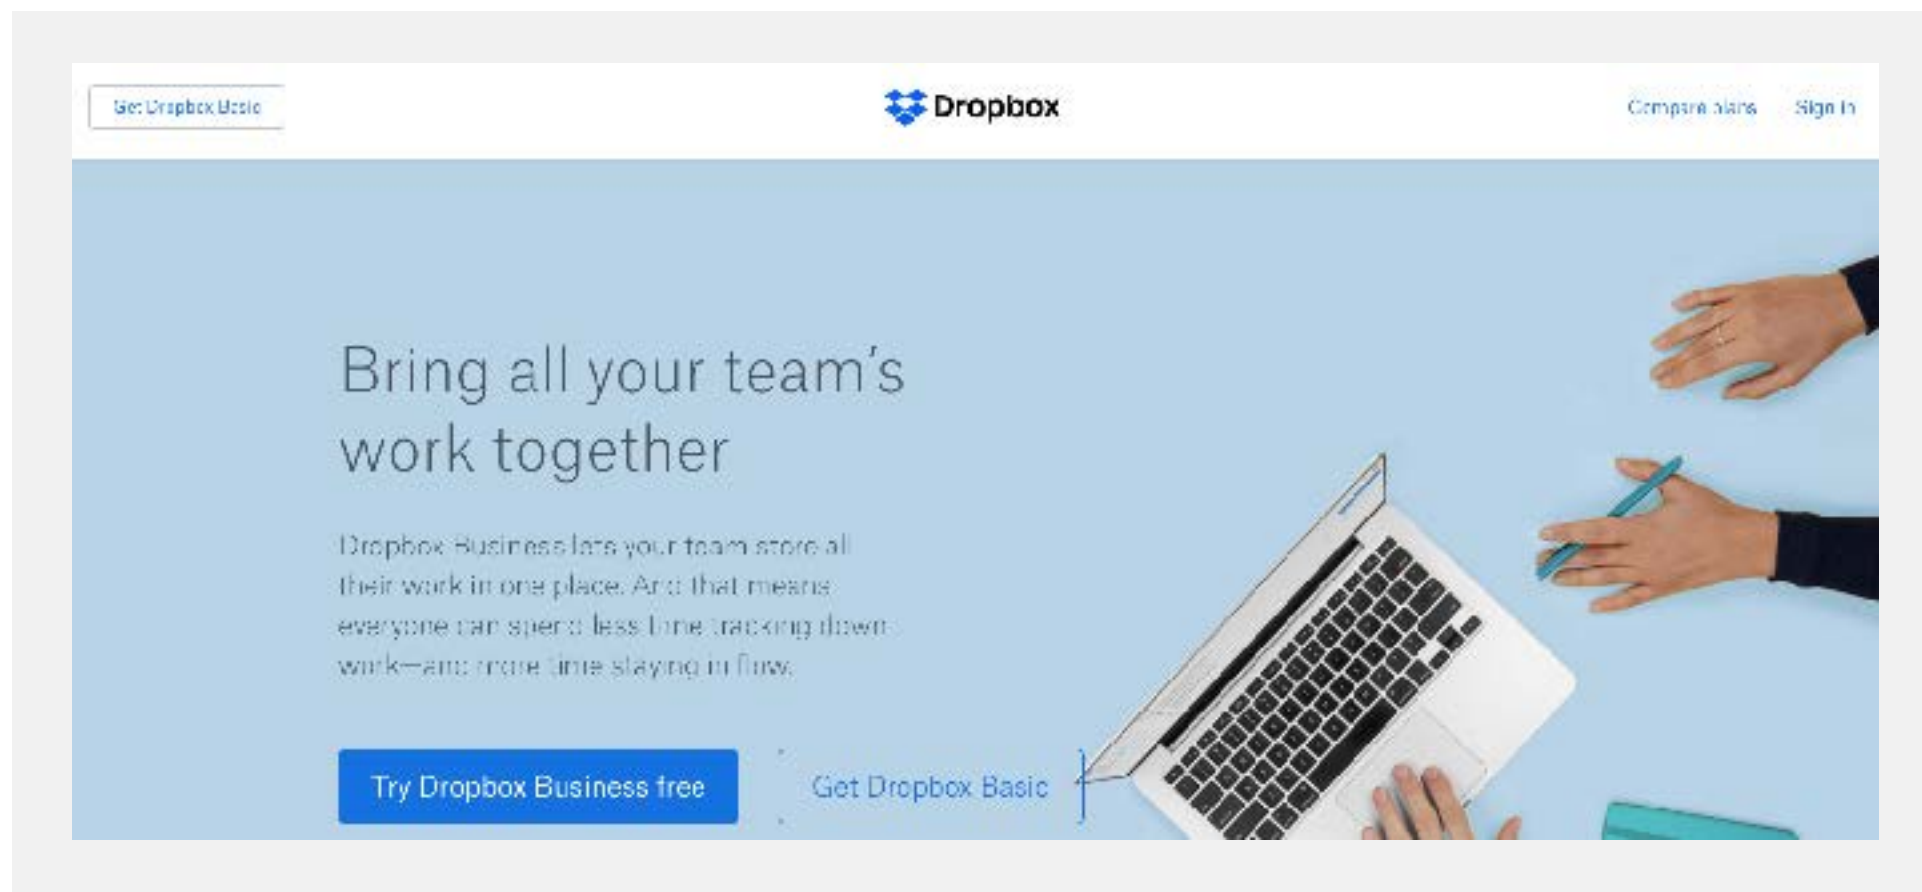 Get Dropbox Basic
Dropbox
Compare plans
Sign in
Bring all your team's
work together
Dropbox Business lets your team store all
their work in one place. And that means
everyone can spend less time tracking down
work—and more time staying in flow.
Try Dropbox Business free
Get Dropbox Basic